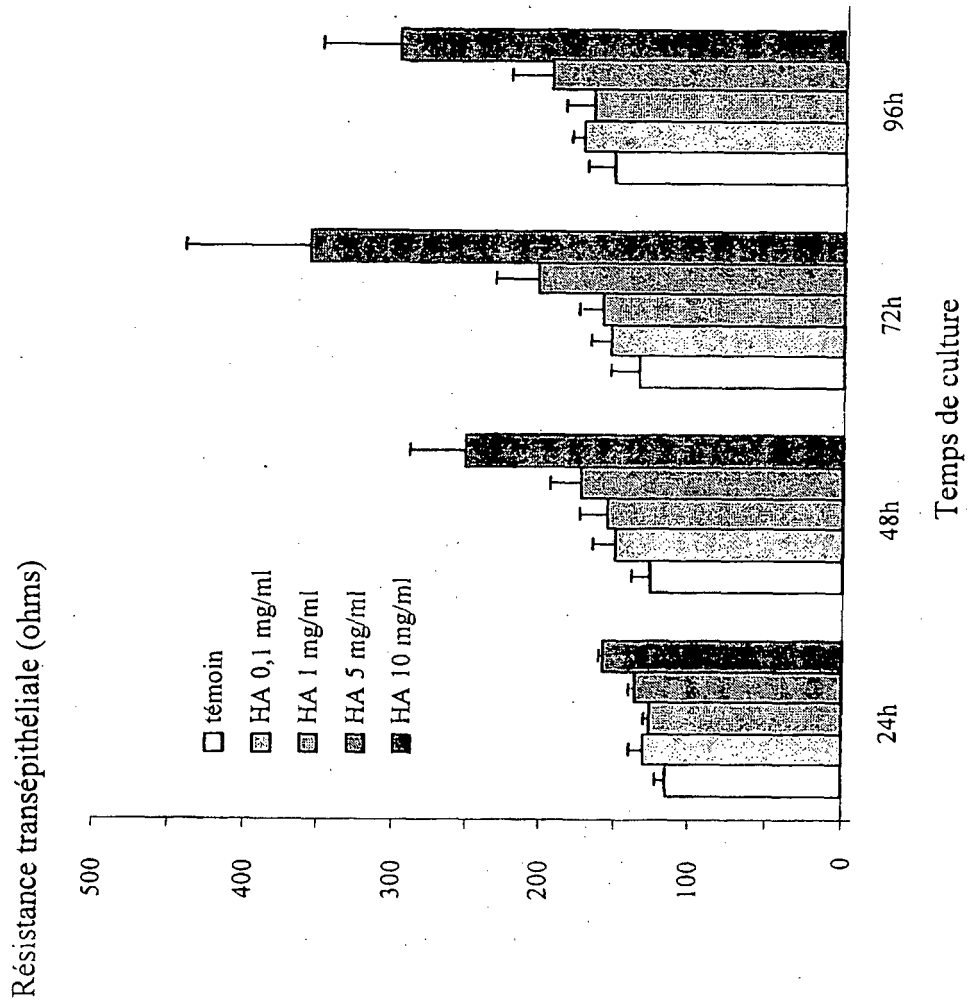 Résistance transépithéliale (ohms)
500
400
300
200
100
0
témoin
HA 0,1 mg/ml
HA 1 mg/ml
HA 5 mg/ml
HA 10 mg/ml
24h
48h
72h
96h
Temps de culture